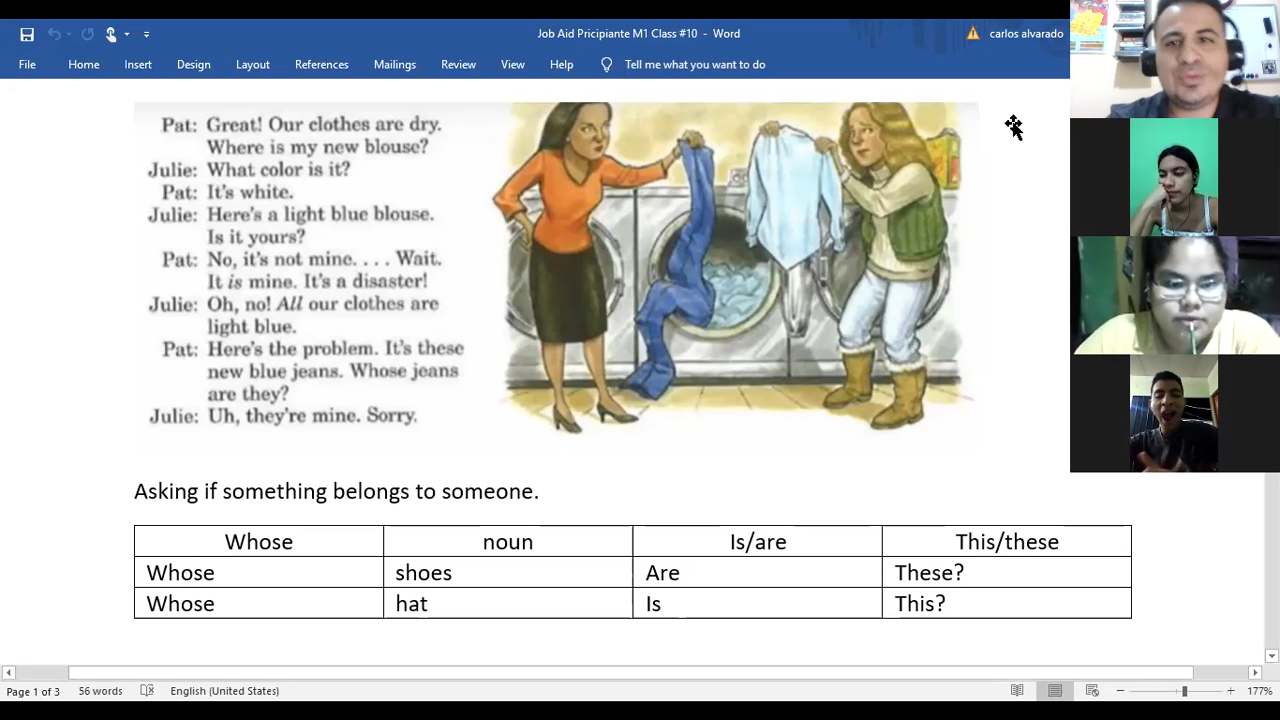 Job Aid Pricipiante M1 Class #10 - Word
carlos alvarado
File Home Insert Design Layout References Mailings Review View Help Tell me what you want to do
Pat: Great! Our clothes are dry.
Where is my new blouse?
Julie: What color is it?
Pat: It's white.
Julie: Here's a light blue blouse.
Is it yours?
Pat: No, it's not mine. . . . Wait.
It is mine. It's a disaster!
Julie: Oh, no! All our clothes are
light blue.
Pat: Here's the problem. It's these
new blue jeans. Whose jeans
are they?
Julie: Uh, they're mine. Sorry.
Asking if something belongs to someone.
Whose noun Is/are This/these
Whose shoes Are These?
Whose hat Is This?
Page 1 of 3 56 words English (United States) 177%